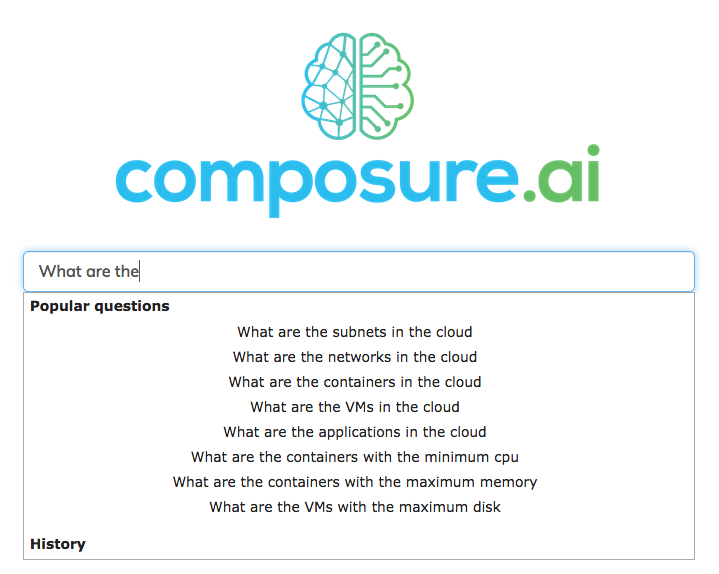 composure.ai
What are the
Popular questions
What are the subnets in the cloud
What are the networks in the cloud
What are the containers in the cloud
What are the VMs in the cloud
What are the applications in the cloud
What are the containers with the minimum cpu
What are the containers with the maximum memory
What are the VMs with the maximum disk
History